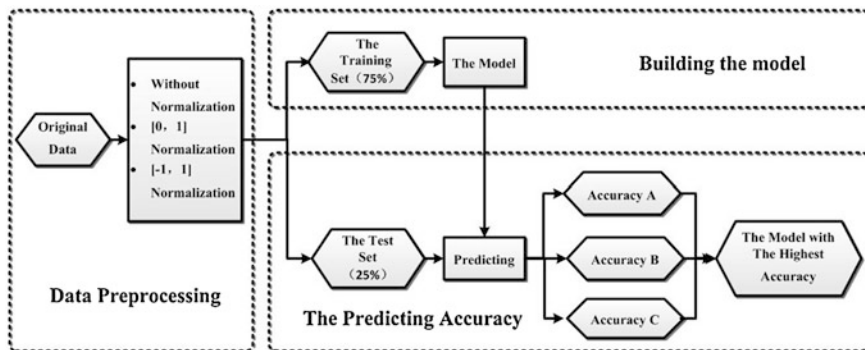 Original
Data
• Without
Normalization
• [0, 1]
Normalization
• [-1, 1]
Normalization
Data Preprocessing
The
Training
Set（75%）
The Model
Building the model
The Test
Set
（25%）
Predicting
Accuracy A
Accuracy B
Accuracy C
The Model with
The Highest
Accuracy
The Predicting Accuracy